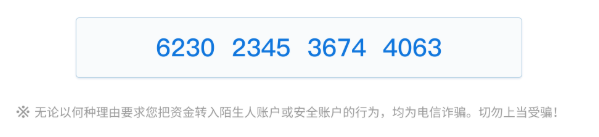 6230 2345 3674 4063
※ 无论以何种理由要求您把资金转入陌生人账户或安全账户的行为，均为电信诈骗。切勿上当受骗！